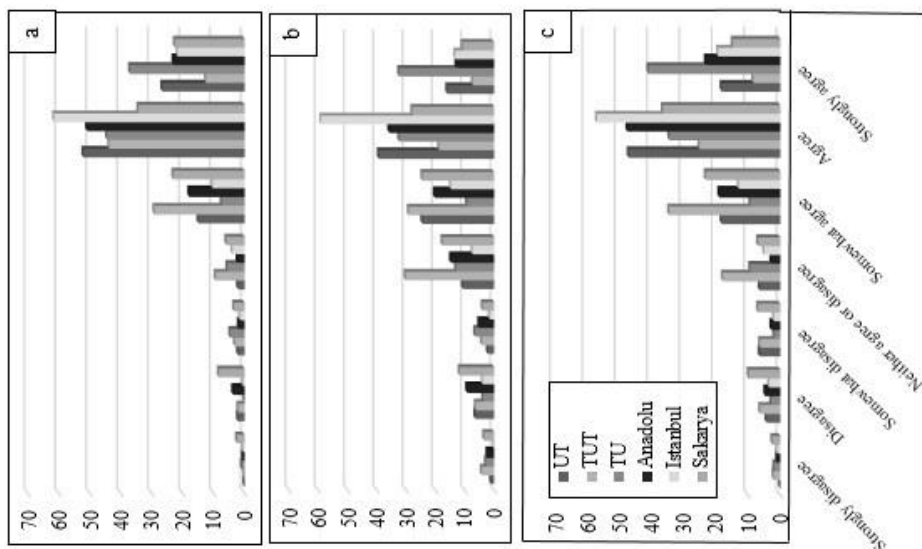 a
70
60
50
40
30
20
10
0
b
70
60
50
40
30
20
10
0
c
70
60
50
40
30
20
10
0
UT
TUT
TU
Anadolu
Istanbul
Sakarya
Strongly disagree
Disagree
Somewhat disagree
Neither agree or disagree
Somewhat agree
Agree
Strongly agree